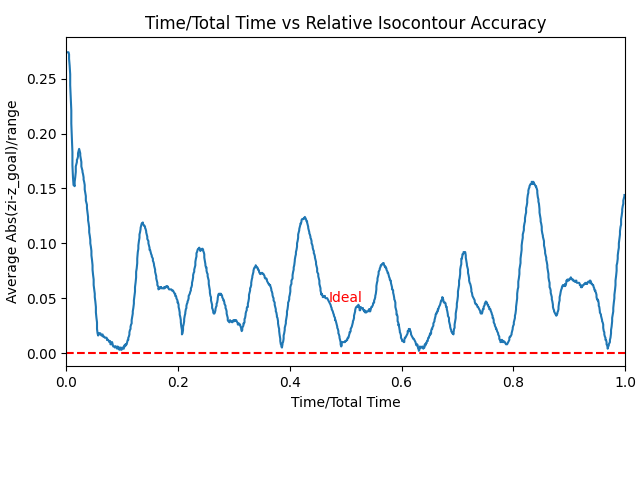 Time/Total Time vs Relative Isocontour Accuracy
Average Abs(zi-z_goal)/range
0.25
0.20
0.15
0.10
0.05
0.00
Ideal
0.0 0.2 0.4 0.6 0.8 1.0
Time/Total Time